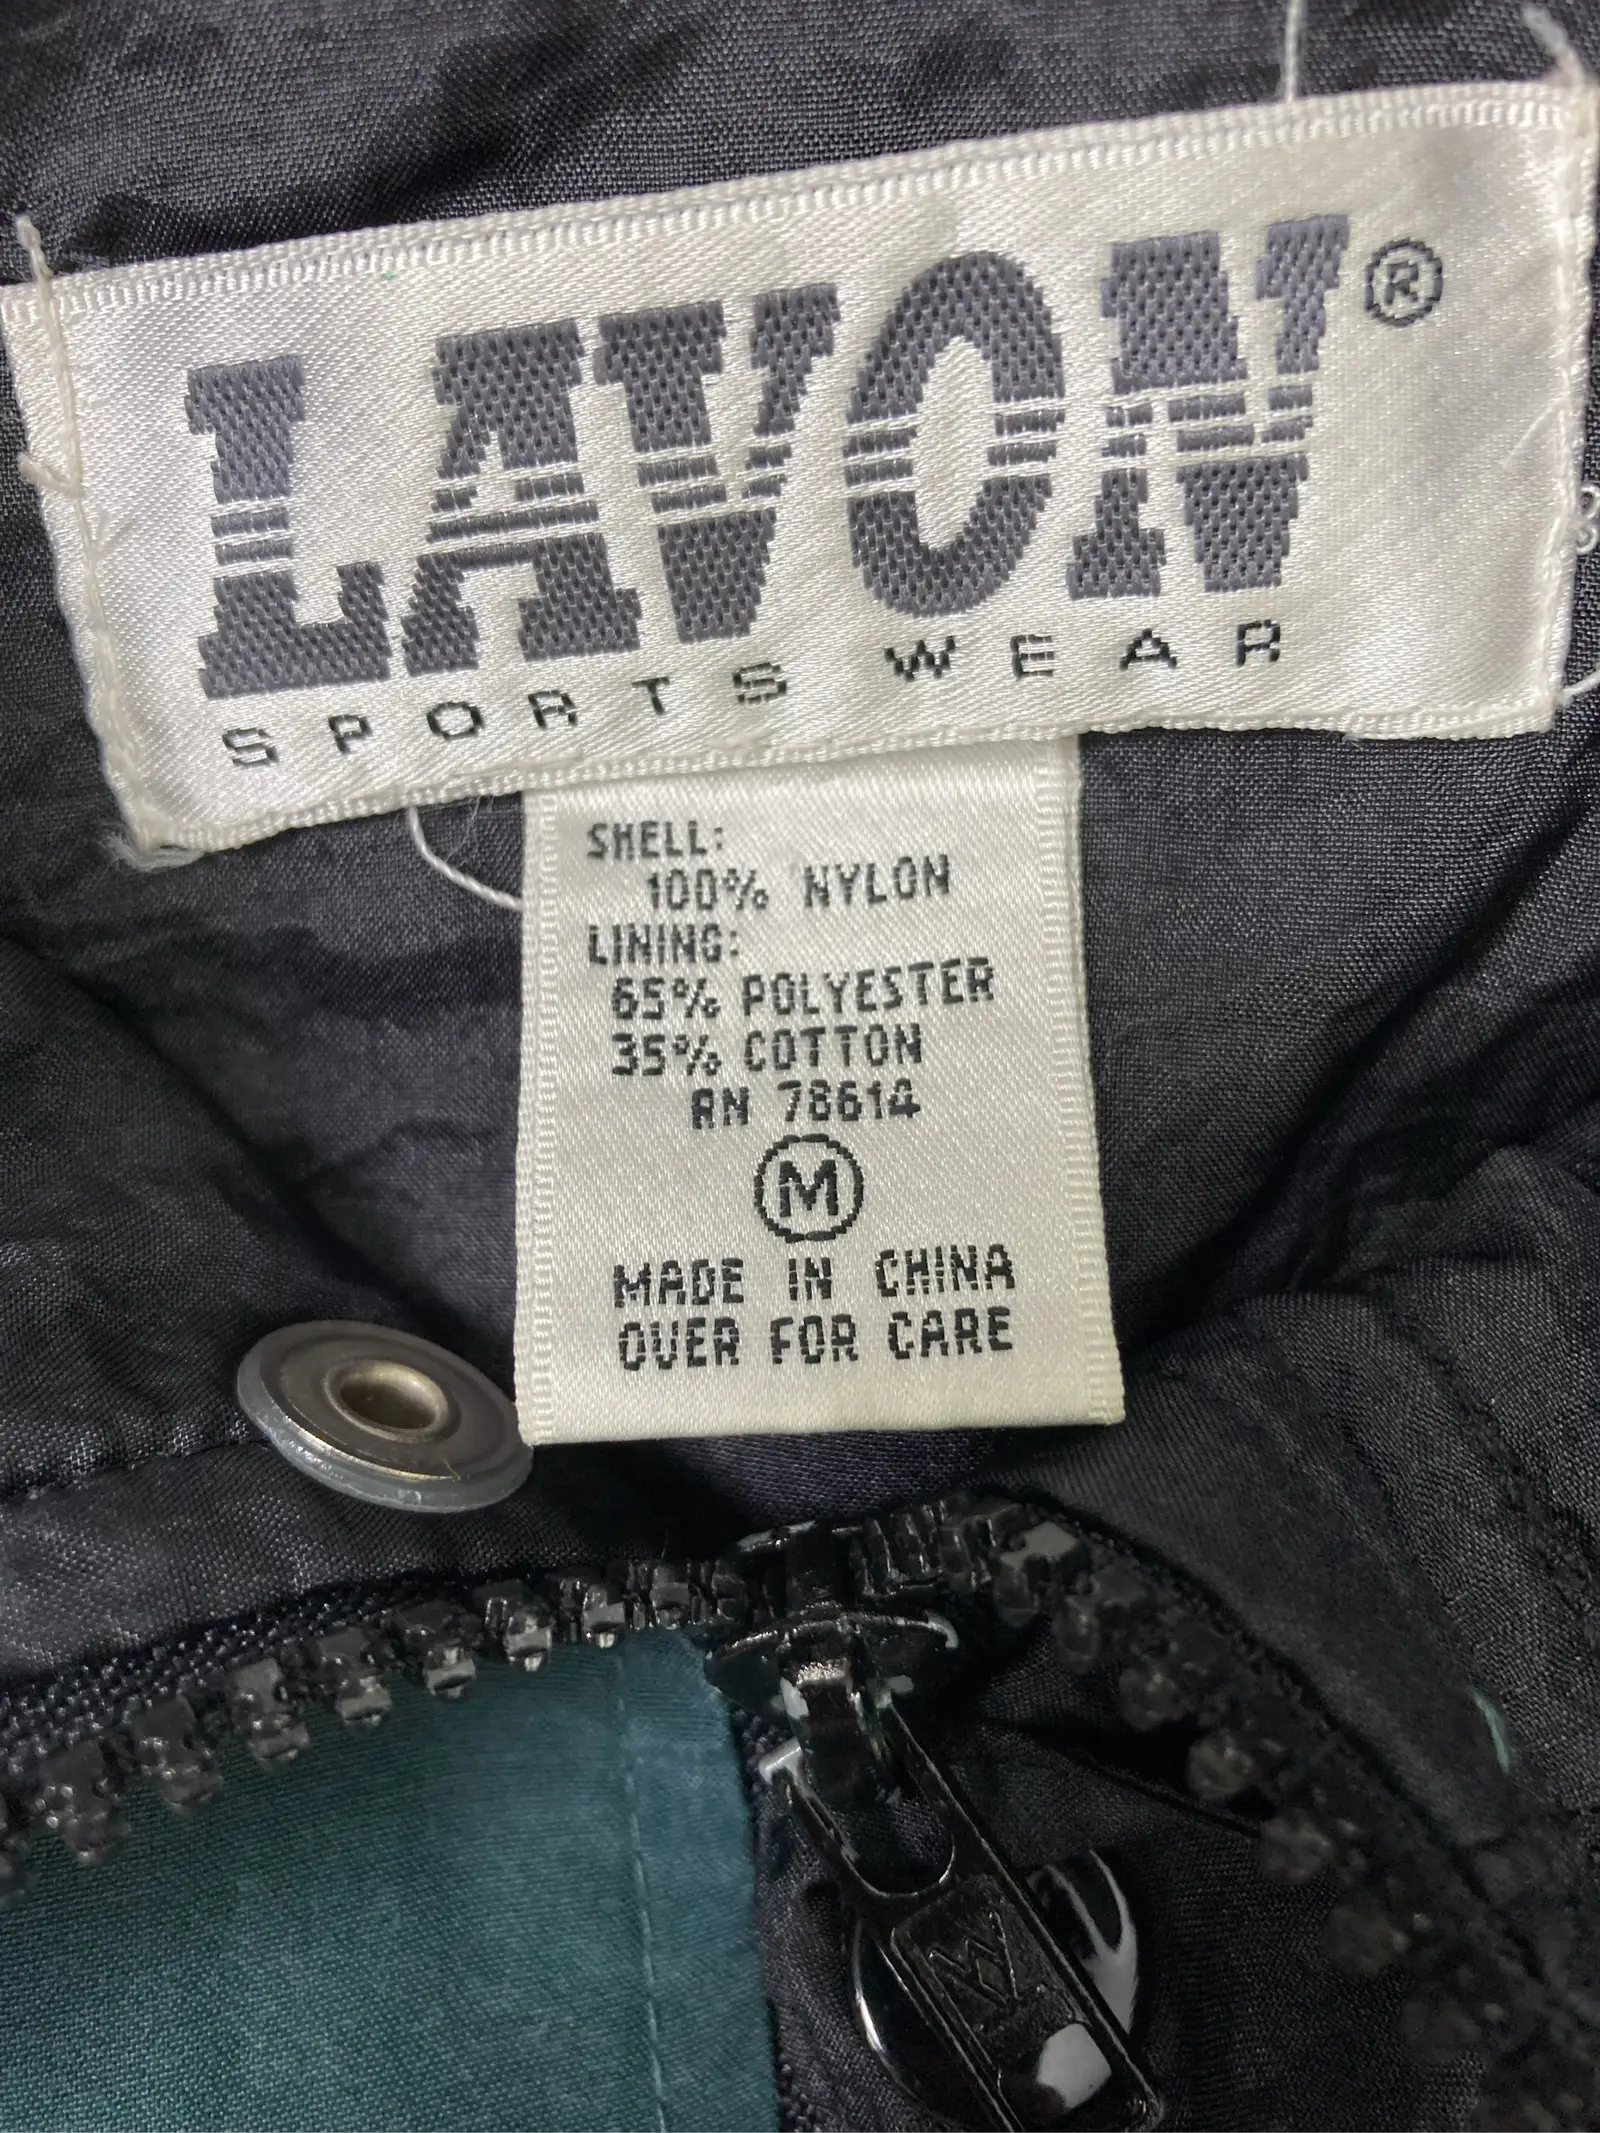 LAVON®
SPORTS WEAR
SHELL:
100% NYLON
LINING:
65% POLYESTER
35% COTTON
RN 78614
M
MADE IN CHINA
OVER FOR CARE